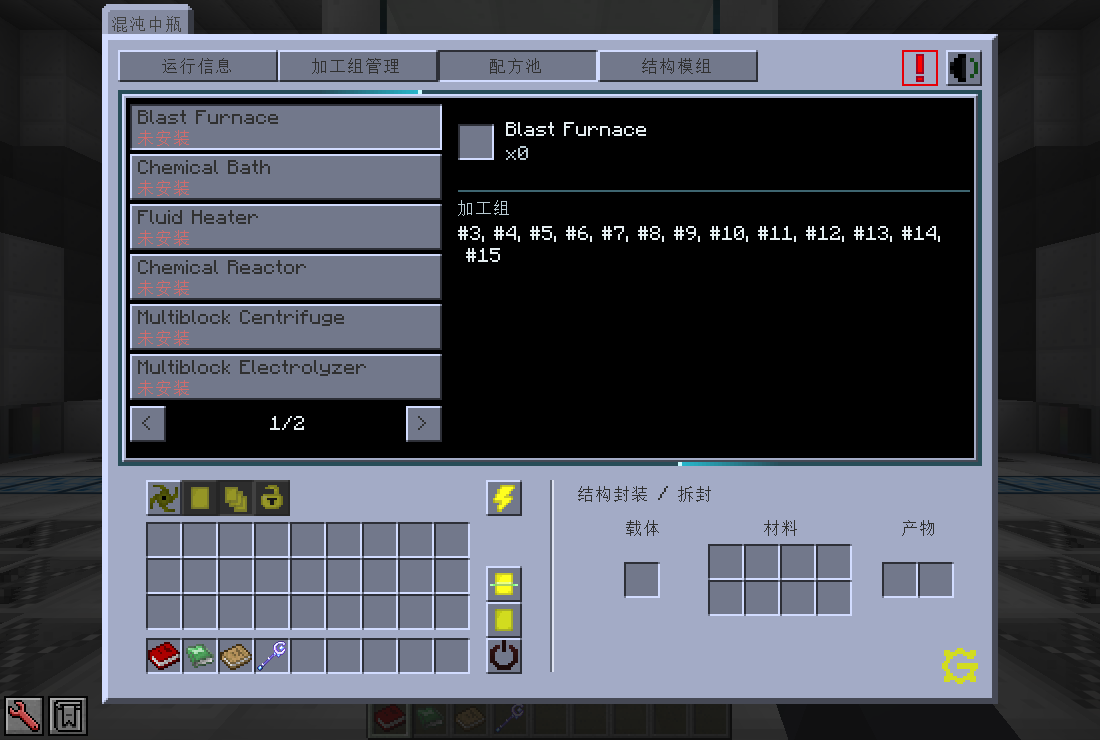 混沌中瓶
运行信息
加工组管理
配方池
结构模组
Blast Furnace
未安装
Chemical Bath
未安装
Fluid Heater
未安装
Chemical Reactor
未安装
Multiblock Centrifuge
未安装
Multiblock Electrolyzer
未安装
<
1/2
>
Blast Furnace
x0
加工组
#3, #4, #5, #6, #7, #8, #9, #10, #11, #12, #13, #14,
#15
结构封装 / 拆封
载体
材料
产物